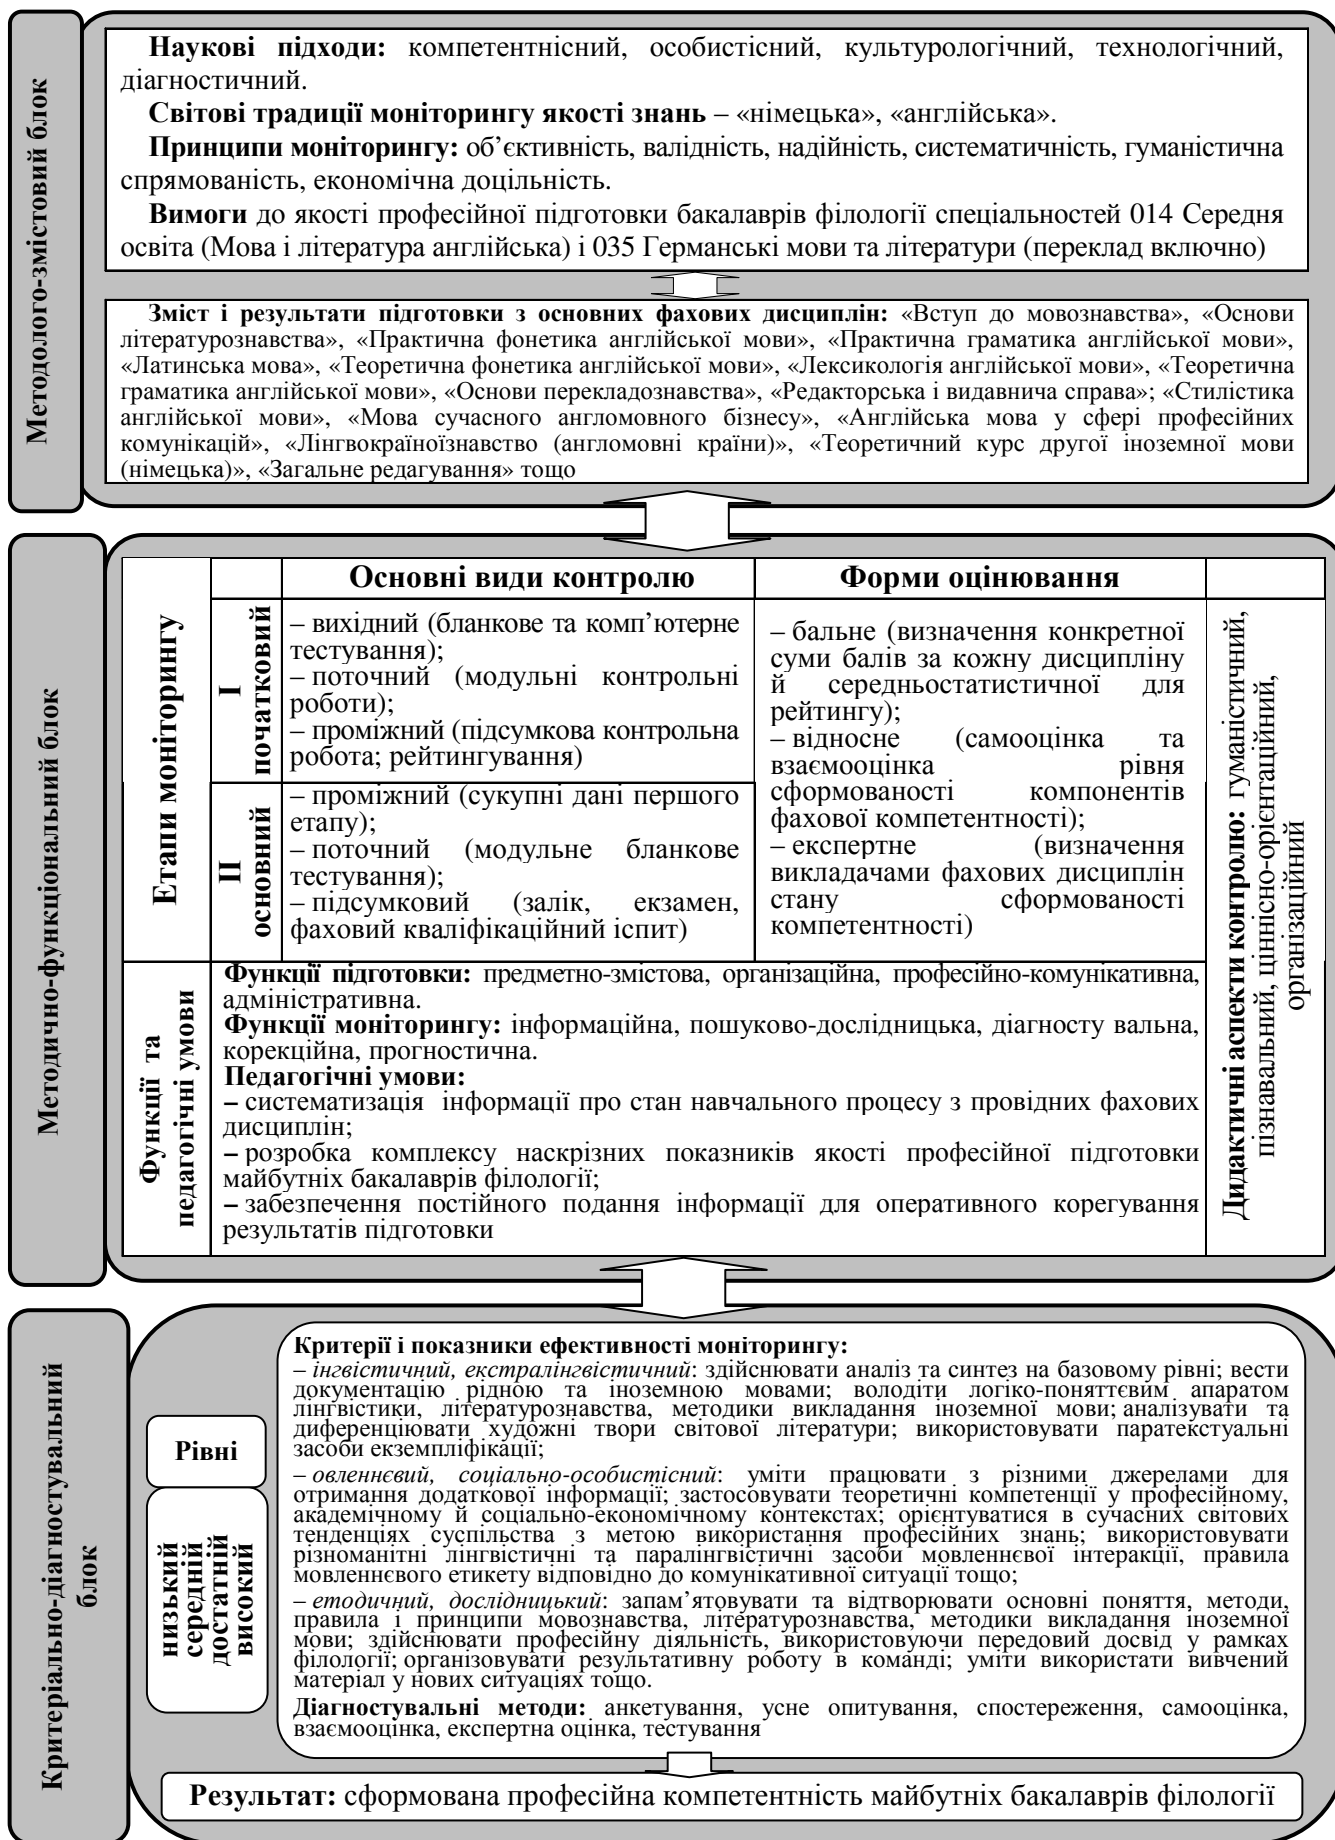 Методолого-змістовий блок
Наукові підходи: компетентнісний, особистісний, культурологічний, технологічний,
діагностичний.
Світові традиції моніторингу якості знань – «німецька», «англійська».
Принципи моніторингу: об’єктивність, валідність, надійність, систематичність, гуманістична
спрямованість, економічна доцільність.
Вимоги до якості професійної підготовки бакалаврів філології спеціальностей 014 Середня
освіта (Мова і література англійська) і 035 Германські мови та літератури (переклад включно)
Зміст і результати підготовки з основних фахових дисциплін: «Вступ до мовознавства», «Основи
літературознавства», «Практична фонетика англійської мови», «Практична граматика англійської мови»,
«Латинська мова», «Теоретична фонетика англійської мови», «Лексикологія англійської мови», «Теоретична
граматика англійської мови», «Основи перекладознавства», «Редакторська і видавнича справа»; «Стилістика
англійської мови», «Мова сучасного англомовного бізнесу», «Англійська мова у сфері професійних
комунікацій», «Лінгвокраїноїзнавство (англомовні країни)», «Теоретичний курс другої іноземної мови
(німецька)», «Загальне редагування» тощо
Методично-функціональний блок
Етапи моніторингу
Основні види контролю
Форми оцінювання
І
початковий
– вихідний (бланкове та комп’ютерне
тестування);
– поточний (модульні контрольні
роботи);
– проміжний (підсумкова контрольна
робота; рейтингування)
ІІ
основний
– проміжний (сукупні дані першого
етапу);
– поточний (модульне бланкове
тестування);
– підсумковий (залік, екзамен,
фаховий кваліфікаційний іспит)
– бальне (визначення конкретної
суми балів за кожну дисципліну
й середньостатистичної для
рейтингу);
– відносне (самооцінка та
взаємооцінка рівня
сформованості компонентів
фахової компетентності);
– експертне (визначення
викладачами фахових дисциплін
стану сформованості
компетентності)
Дидактичні аспекти контролю: гуманістичний,
пізнавальний, ціннісно-орієнтаційний,
організаційний
Функції та
педагогічні умови
Функції підготовки: предметно-змістова, організаційна, професійно-комунікативна,
адміністративна.
Функції моніторингу: інформаційна, пошуково-дослідницька, діагносту вальна,
корекційна, прогностична.
Педагогічні умови:
– систематизація інформації про стан навчального процесу з провідних фахових
дисциплін;
– розробка комплексу наскрізних показників якості професійної підготовки
майбутніх бакалаврів філології;
– забезпечення постійного подання інформації для оперативного корегування
результатів підготовки
Критеріально-діагностувальний
блок
Рівні
низький
середній
достатній
високий
Критерії і показники ефективності моніторингу:
– інгвістичний, екстралінгвістичний: здійснювати аналіз та синтез на базовому рівні; вести
документацію рідною та іноземною мовами; володіти логіко-поняттєвим апаратом
лінгвістики, літературознавства, методики викладання іноземної мови; аналізувати та
диференціювати художні твори світової літератури; використовувати паратекстуальні
засоби екземпліфікації;
– овленнєвий, соціально-особистісний: уміти працювати з різними джерелами для
отримання додаткової інформації; застосовувати теоретичні компетенції у професійному,
академічному й соціально-економічному контекстах; орієнтуватися в сучасних світових
тенденціях суспільства з метою використання професійних знань; використовувати
різноманітні лінгвістичні та паралінгвістичні засоби мовленнєвої інтеракції, правила
мовленнєвого етикету відповідно до комунікативної ситуації тощо;
– етодичний, дослідницький: запам’ятовувати та відтворювати основні поняття, методи,
правила і принципи мовознавства, літературознавства, методики викладання іноземної
мови; здійснювати професійну діяльність, використовуючи передовий досвід у рамках
філології; організовувати результативну роботу в команді; уміти використати вивчений
матеріал у нових ситуаціях тощо.
Діагностувальні методи: анкетування, усне опитування, спостереження, самооцінка,
взаємооцінка, експертна оцінка, тестування
Результат: сформована професійна компетентність майбутніх бакалаврів філології